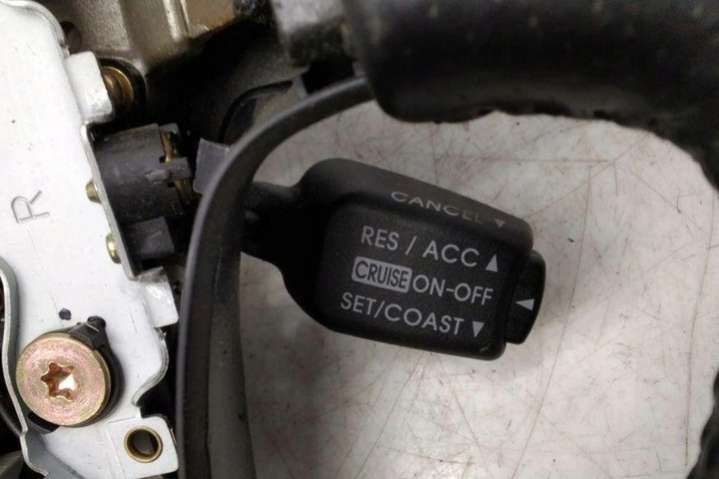 R
CANCEL ▼
RES / ACC ▲
CRUISE ON-OFF ◄
SET/COAST ▼